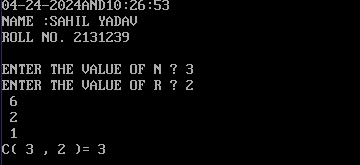 04-24-2024AND10:26:53
NAME :SAHIL YADAV
ROLL NO. 2131239
ENTER THE VALUE OF N ? 3
ENTER THE VALUE OF R ? 2
6
2
1
C( 3 , 2 )= 3